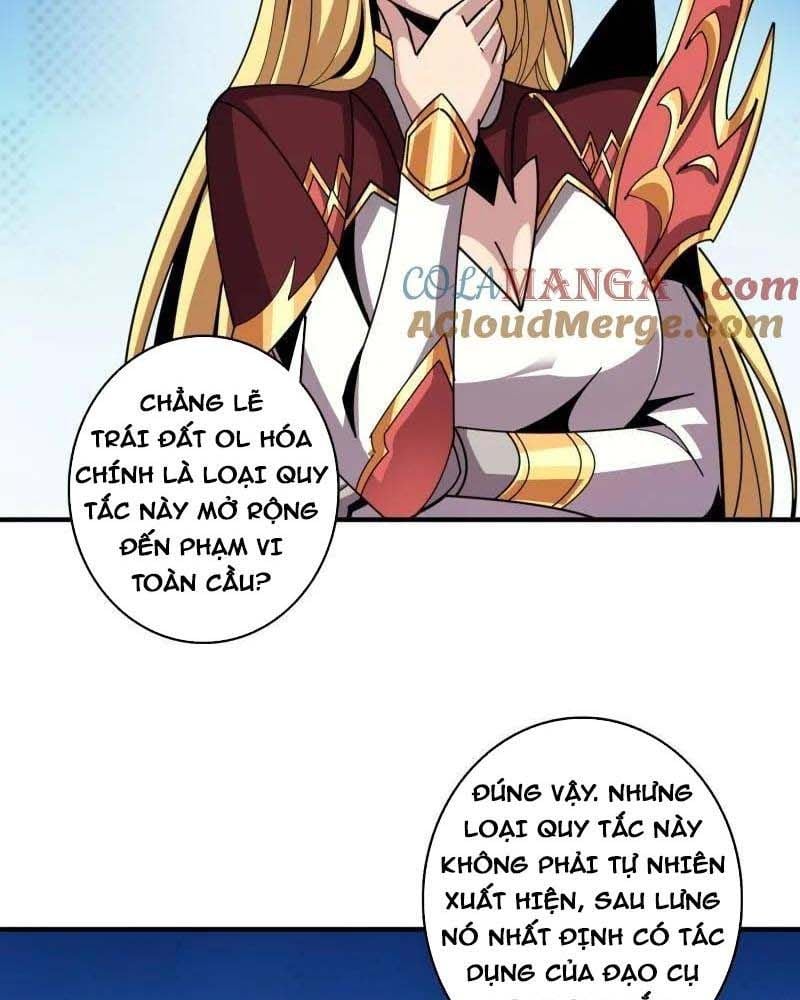 COLAMANGA.com
ACloudMerge.com
CHẲNG LẼ
TRÁI ĐẤT OL HÓA
CHÍNH LÀ LOẠI QUY
TẮC NÀY MỞ RỘNG
ĐẾN PHẠM VI
TOÀN CẦU?
ĐÚNG VẬY. NHƯNG
LOẠI QUY TẮC NÀY
KHÔNG PHẢI TỰ NHIÊN
XUẤT HIỆN, SAU LƯNG
NÓ NHẤT ĐỊNH CÓ TÁC
DỤNG CỦA ĐẠO CỤ